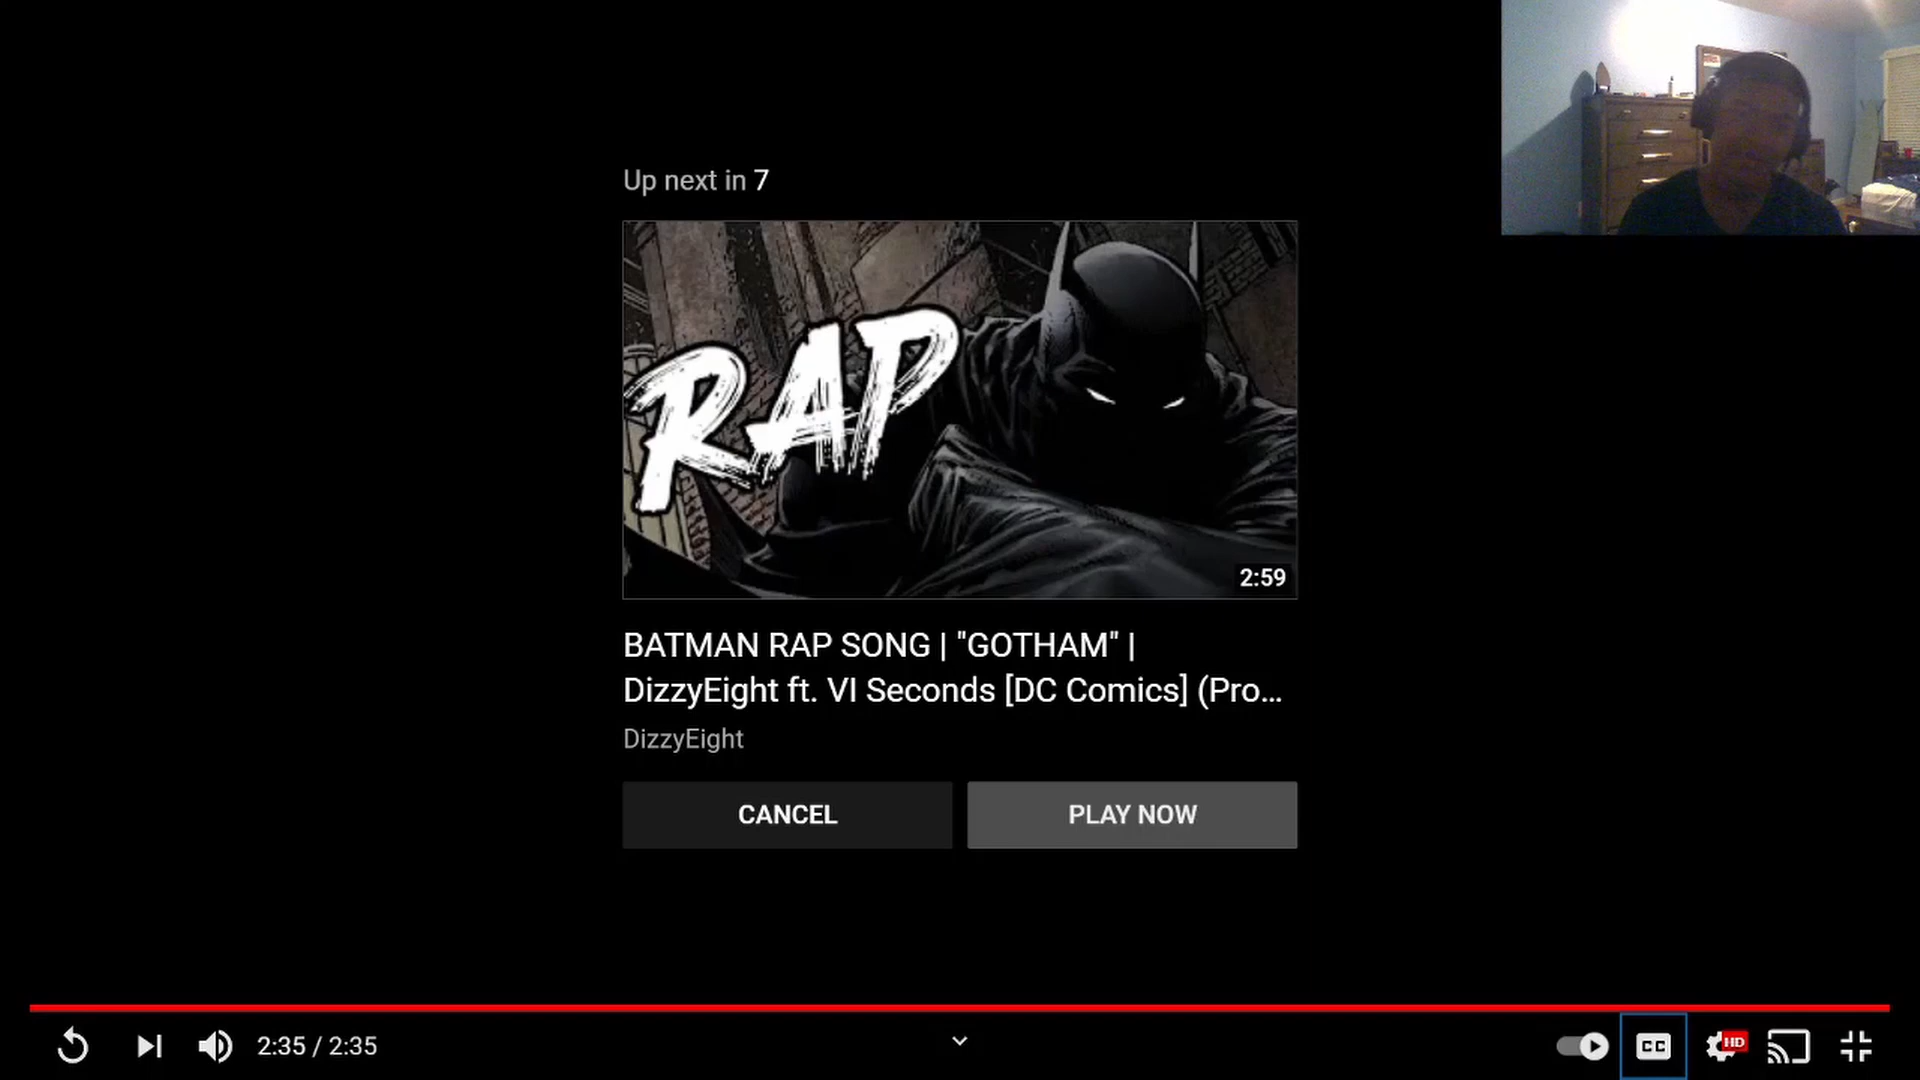 Up next in 7
RAP
2:59
BATMAN RAP SONG | "GOTHAM" |
DizzyEight ft. VI Seconds [DC Comics] (Pro...
DizzyEight
CANCEL
PLAY NOW
2:35 / 2:35
CC
HD